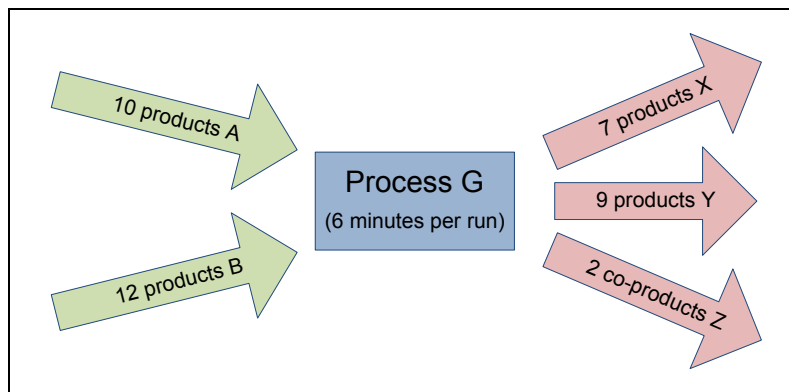 10 products A
12 products B
Process G
(6 minutes per run)
7 products X
9 products Y
2 co-products Z